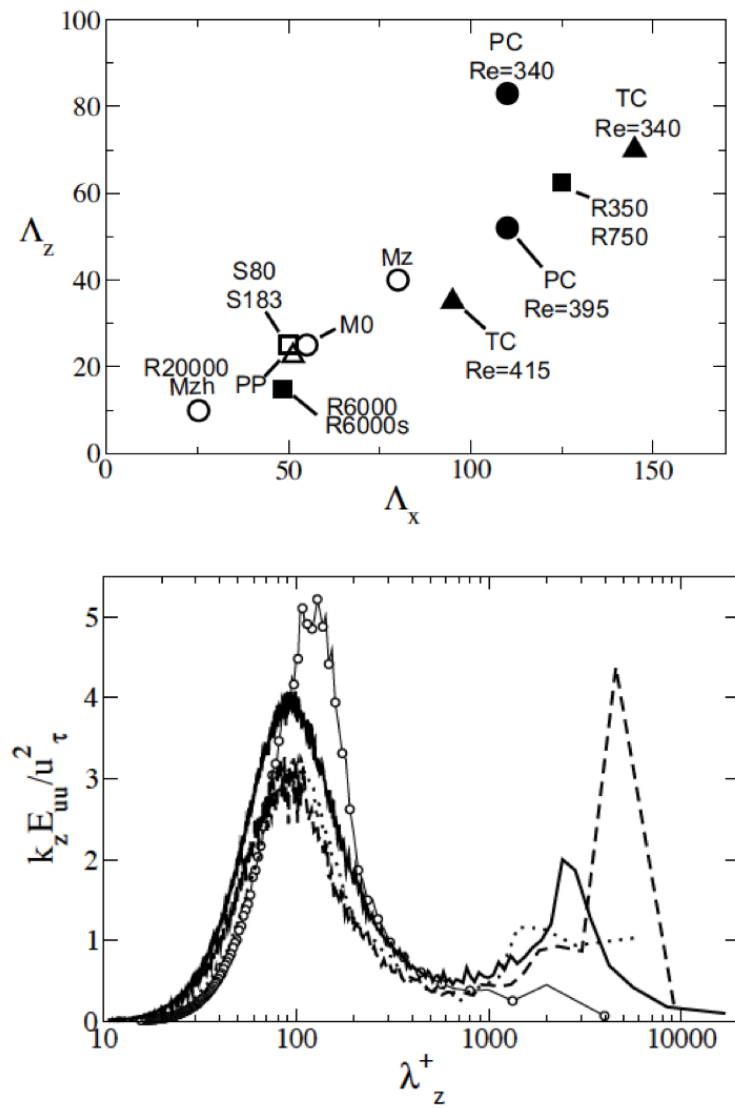 100
80
60
40
20
0
Λz
PC
Re=340
TC
Re=340
R350
R750
PC
Re=395
Mz
TC
Re=415
S80
S183
M0
R20000
Mzh
PP
R6000
R6000s
0
50
100
150
Λx
5
4
3
2
1
0
kzEuu/u²τ
10
100
1000
10000
λ⁺z